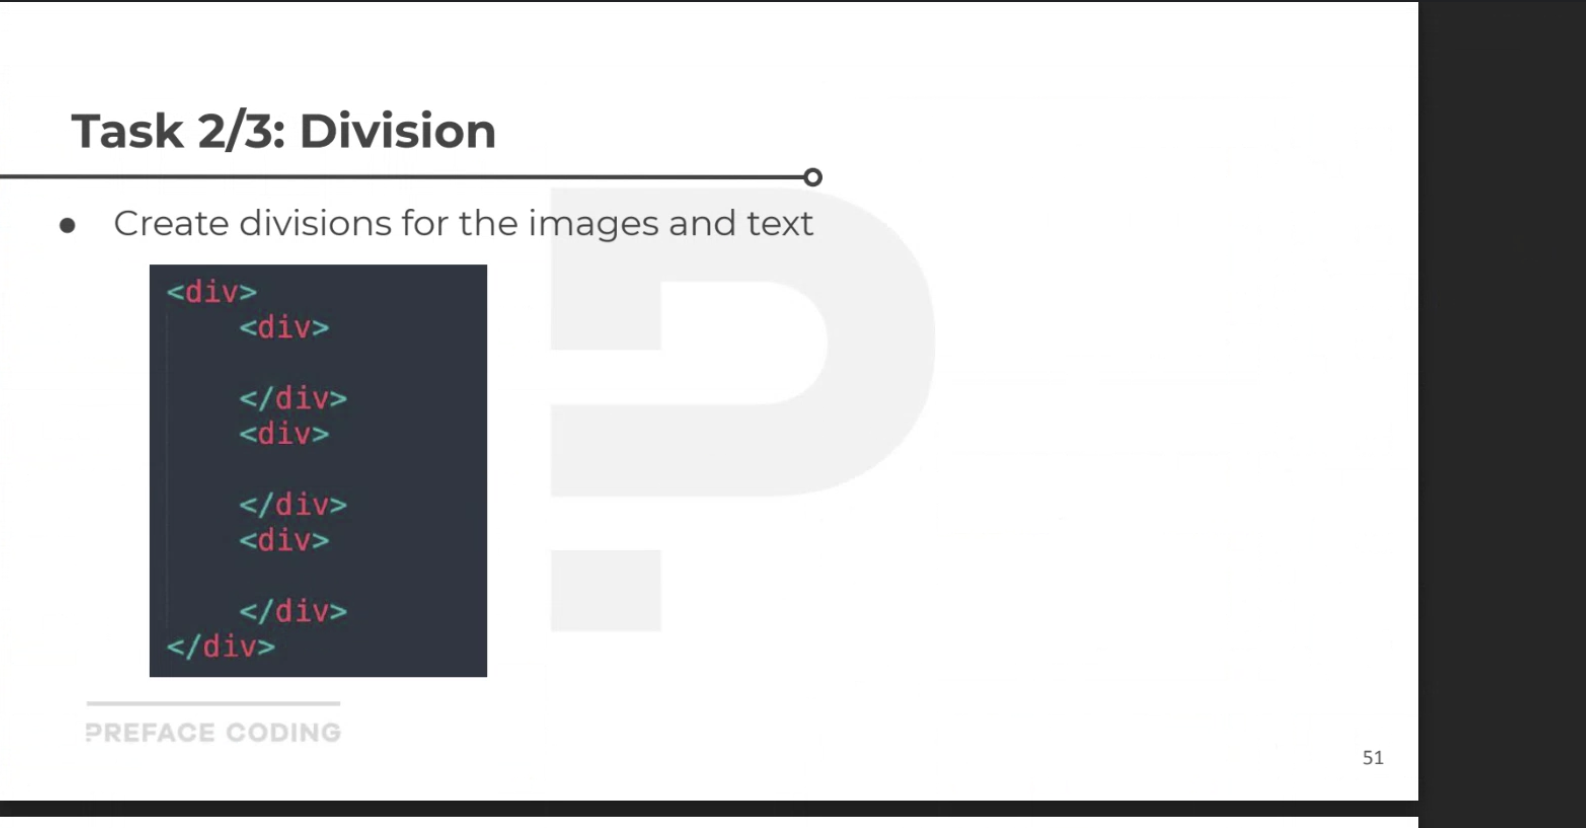 Task 2/3: Division
● Create divisions for the images and text
<div>
<div>
</div>
<div>
</div>
<div>
</div>
</div>
PREFACE CODING
51